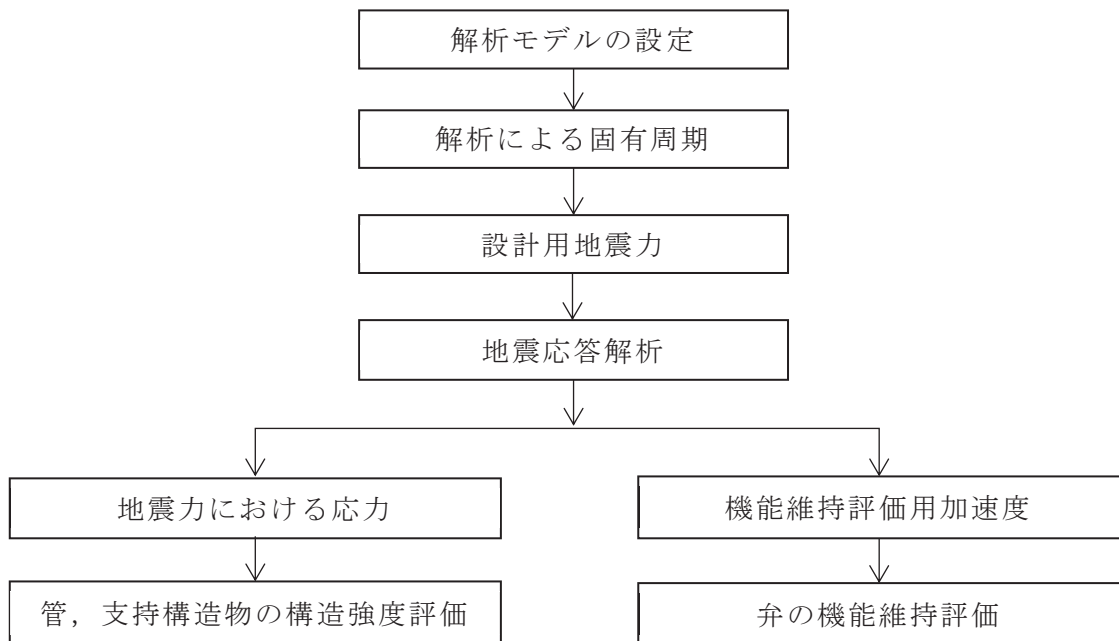 解析モデルの設定
解析による固有周期
設計用地震力
地震応答解析
地震力における応力
機能維持評価用加速度
管，支持構造物の構造強度評価
弁の機能維持評価